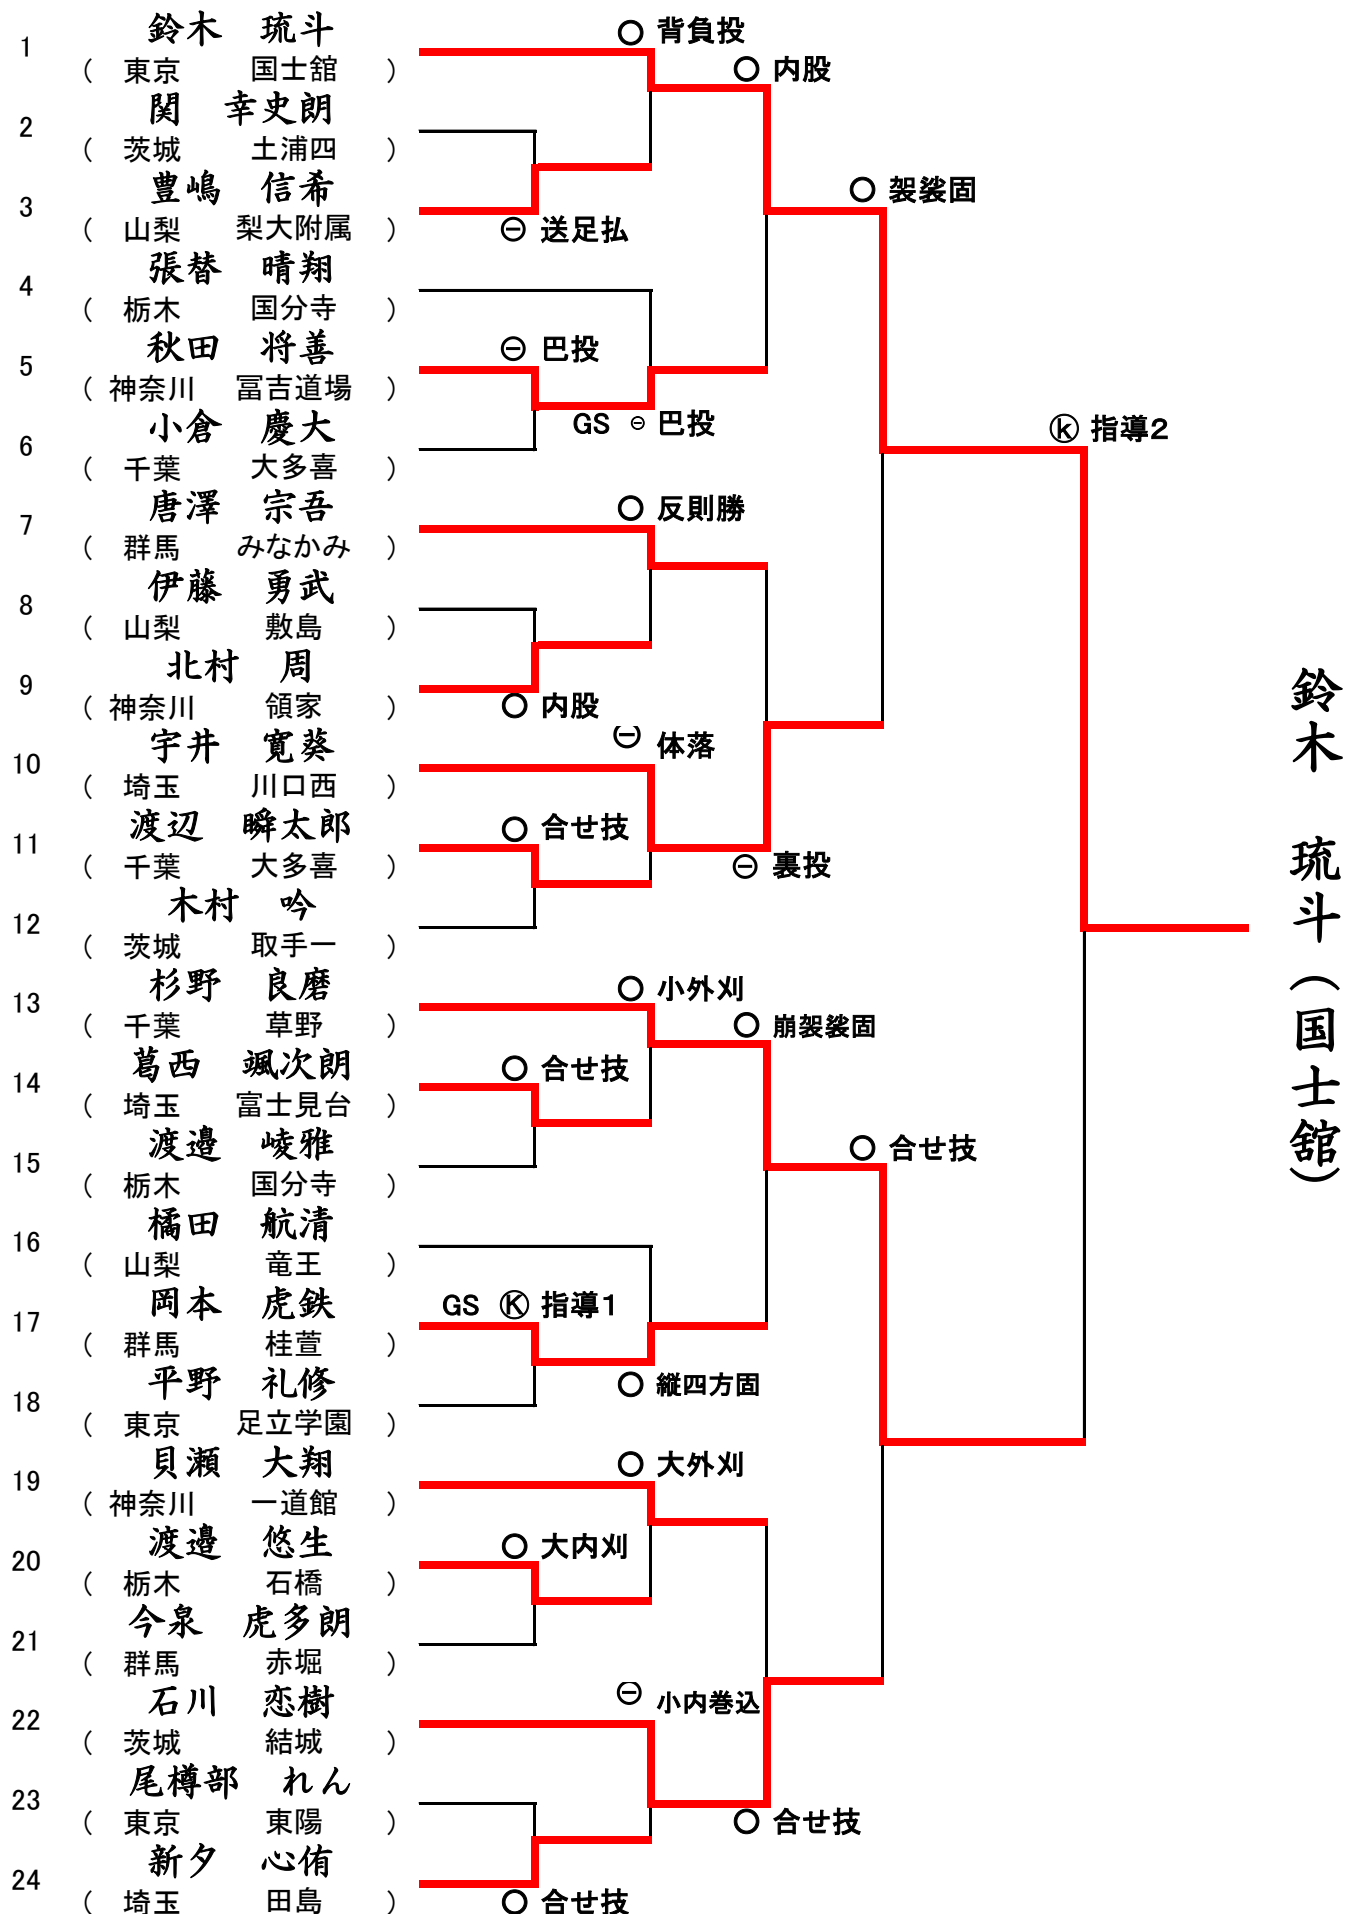 鈴木 琉斗 ○ 背負投
1
( 東京 国士舘 ) ○ 内股
関 幸史朗
2
( 茨城 土浦四 )
豊嶋 信希 ○ 袈裟固
3
( 山梨 梨大附属 ) ⊖ 送足払
張替 晴翔
4
( 栃木 国分寺 )
秋田 将善 ⊖ 巴投
5
( 神奈川 冨吉道場 )
小倉 慶大 GS ⊖ 巴投 ⓚ 指導2
6
( 千葉 大多喜 )
唐澤 宗吾 ○ 反則勝
7
( 群馬 みなかみ )
伊藤 勇武
8
( 山梨 敷島 )
北村 周
9
( 神奈川 領家 ) ○ 内股
宇井 寛葵 ⊖ 体落
10
( 埼玉 川口西 )
渡辺 瞬太郎 ○ 合せ技
11
( 千葉 大多喜 ) ⊖ 裏投
木村 吟
12
( 茨城 取手一 )
杉野 良磨 ○ 小外刈
13
( 千葉 草野 ) ○ 崩袈裟固
葛西 颯次朗 ○ 合せ技
14
( 埼玉 富士見台 )
渡邉 崚雅 ○ 合せ技
15
( 栃木 国分寺 )
橘田 航清
16
( 山梨 竜王 )
岡本 虎鉄 GS Ⓚ 指導1
17
( 群馬 桂萱 )
平野 礼修 ○ 縦四方固
18
( 東京 足立学園 )
貝瀬 大翔 ○ 大外刈
19
( 神奈川 一道館 )
渡邉 悠生 ○ 大内刈
20
( 栃木 石橋 )
今泉 虎多朗
21
( 群馬 赤堀 )
石川 恋樹 ⊖ 小内巻込
22
( 茨城 結城 )
尾樽部 れん
23
( 東京 東陽 ) ○ 合せ技
新夕 心侑
24
( 埼玉 田島 ) ○ 合せ技
鈴木 琉斗(国士舘)